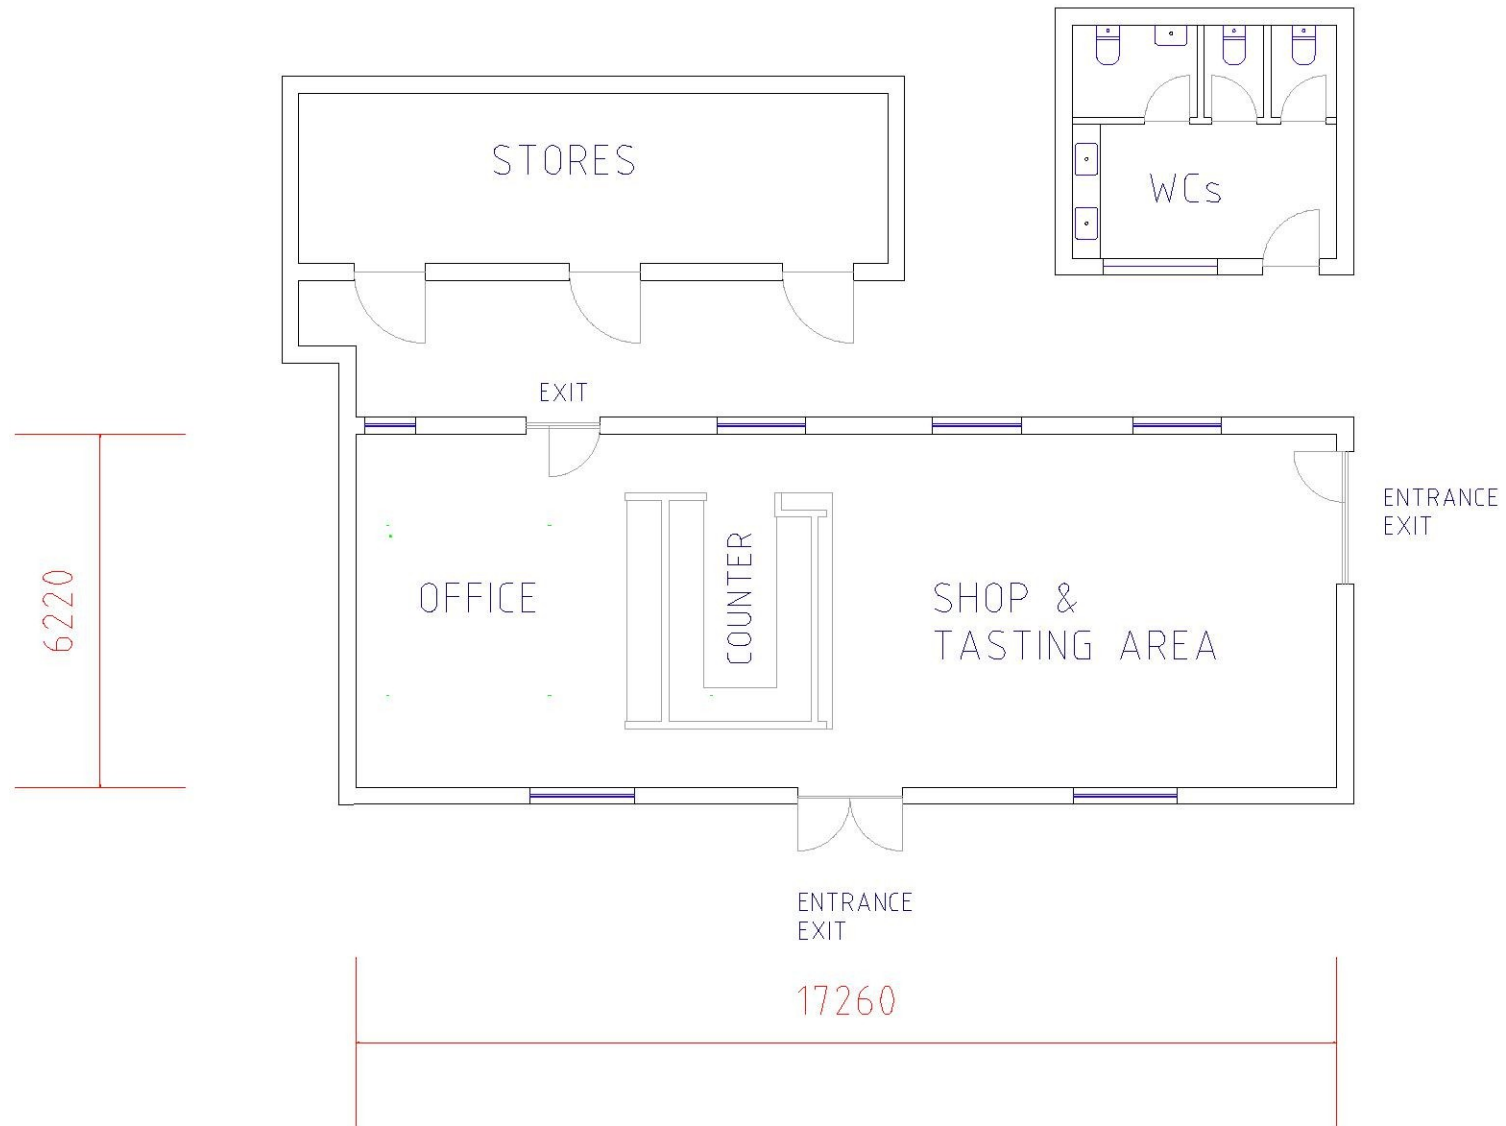 STORES
WCs
EXIT
ENTRANCE
EXIT
6220
OFFICE
COUNTER
SHOP &
TASTING AREA
ENTRANCE
EXIT
17260